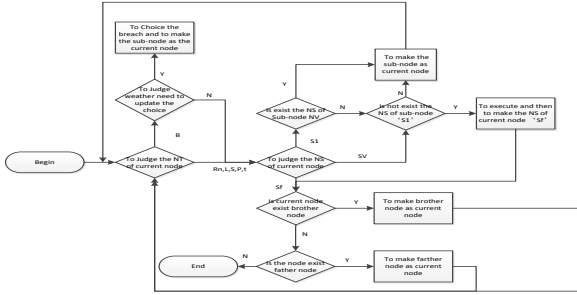 To Choice the
breach and to make
the sub-node as the
current node
To make the
sub-node as
current node
Y
To Judge
weather need to
update the
choice
N
Y
Is exist the NS of
Sub-node NV
N
N
is not exist the
NS of sub-node
'S1'
Y
To execute and then
to make the NS of
current node 'Sf'
B
S1
Begin
To Judge the NT
of current node
Rn,L,S,P,t
To judge the NS
of current node
SV
Sf
Is current node
exist brother
node
Y
To make brother
node as current
node
N
End
N
Is the node exist
father node
Y
To make farther
node as current
node